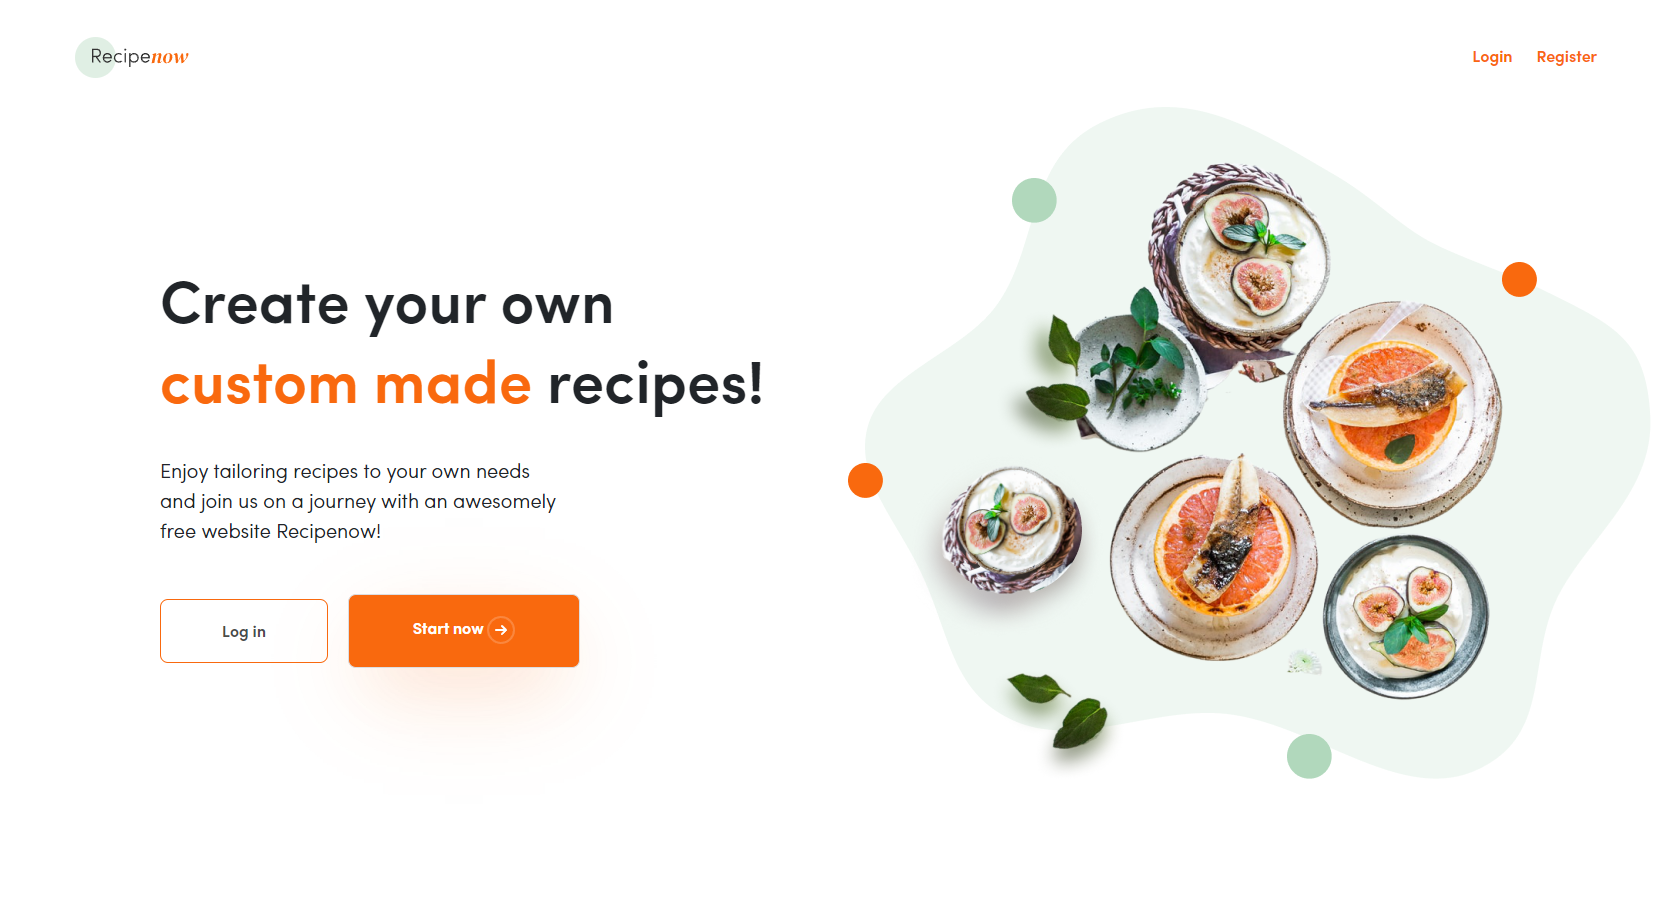 Recipenow
Login Register
Create your own
custom made recipes!
Enjoy tailoring recipes to your own needs
and join us on a journey with an awesomely
free website Recipenow!
Log in
Start now